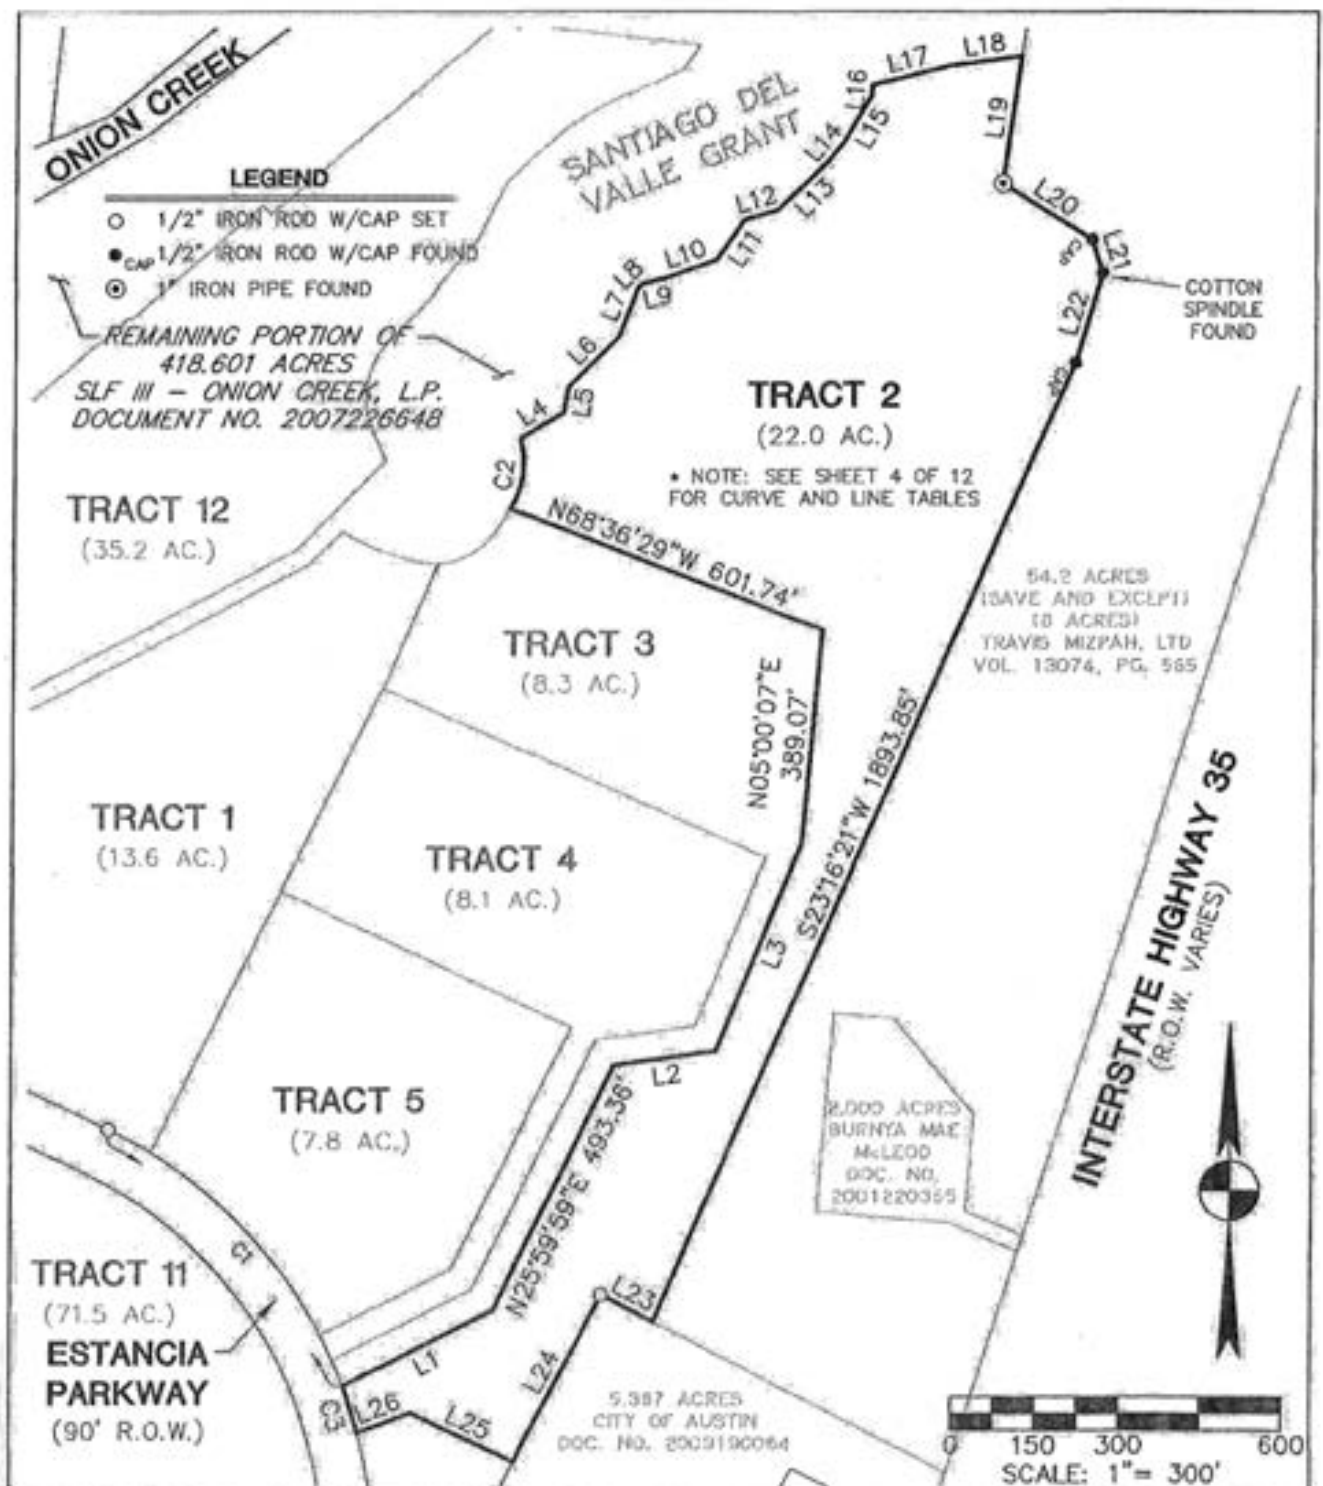 ONION CREEK
LEGEND
1/2" IRON ROD W/CAP SET
CAP 1/2" IRON ROD W/CAP FOUND
1" IRON PIPE FOUND
REMAINING PORTION OF
418.601 ACRES
SLF III – ONION CREEK, L.P.
DOCUMENT NO. 2007226648
SANTIAGO DEL
VALLE GRANT
L18
L17
L16
L15
L14
L13
L12
L11
L10
L9
L8
L7
L6
L5
L4
C2
L19
L20
CAP
L21
L22
CAP
COTTON
SPINDLE
FOUND
TRACT 2
(22.0 AC.)
* NOTE: SEE SHEET 4 OF 12
FOR CURVE AND LINE TABLES
TRACT 12
(35.2 AC.)
N68°36'29"W 601.74'
54.2 ACRES
(SAVE AND EXCEPT)
(8 ACRES)
TRAVIS MIZPAH, LTD
VOL. 13074, PG. 565
TRACT 3
(8.3 AC.)
N05°00'07"E
389.07'
S23°16'21"W 1893.85'
TRACT 1
(13.6 AC.)
TRACT 4
(8.1 AC.)
L3
INTERSTATE HIGHWAY 35
(R.O.W. VARIES)
TRACT 5
(7.8 AC.)
L2
N25°59'59"E 493.36'
2.000 ACRES
BURNYA MAE
McLEOD
DOC. NO.
2001220355
C1
TRACT 11
(71.5 AC.)
ESTANCIA
PARKWAY
(90' R.O.W.)
L1
L23
L24
C3
L26
L25
5.387 ACRES
CITY OF AUSTIN
DOC. NO. 2009190064
0 150 300 600
SCALE: 1"= 300'